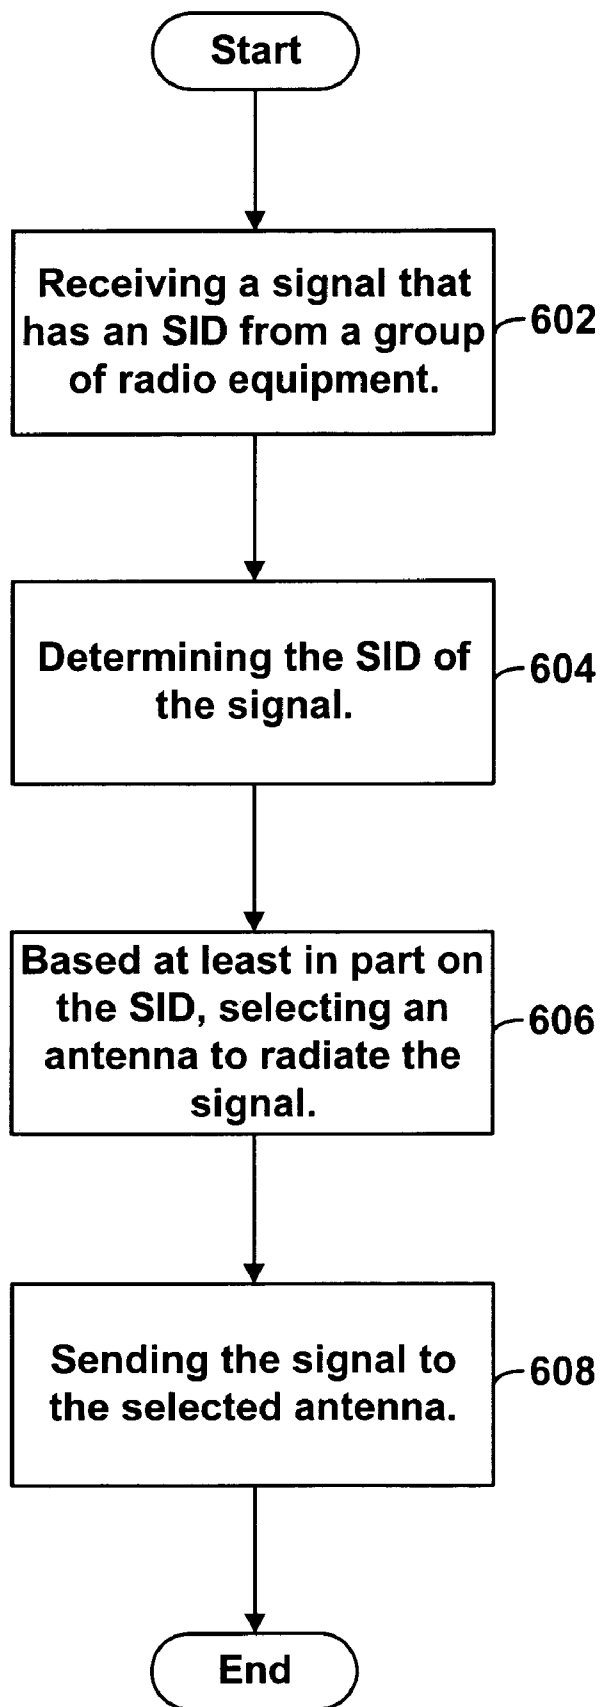 Start
Receiving a signal that
has an SID from a group
of radio equipment.
602
Determining the SID of
the signal.
604
Based at least in part on
the SID, selecting an
antenna to radiate the
signal.
606
Sending the signal to
the selected antenna.
608
End